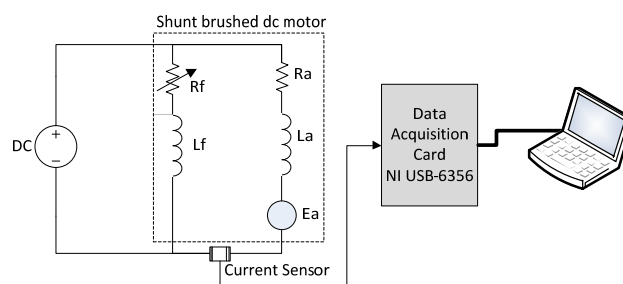 Shunt brushed dc motor
Rf
Ra
DC
+
−
Lf
La
Ea
Current Sensor
Data
Acquisition
Card
NI USB-6356